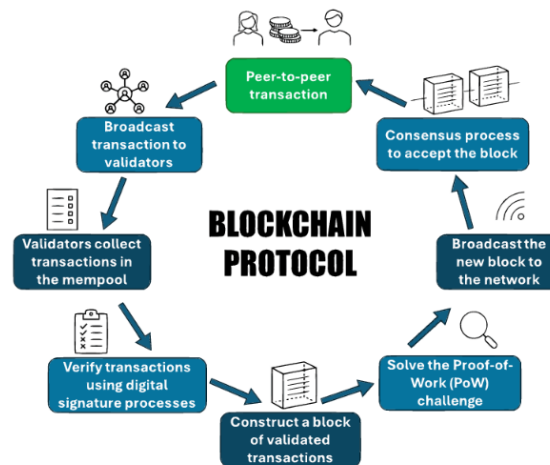 Peer-to-peer
transaction
Broadcast
transaction to
validators
Validators collect
transactions in
the mempool
Verify transactions
using digital
signature processes
Construct a block
of validated
transactions
Solve the Proof-of-
Work (PoW)
challenge
Broadcast the
new block to
the network
Consensus process
to accept the block
BLOCKCHAIN
PROTOCOL